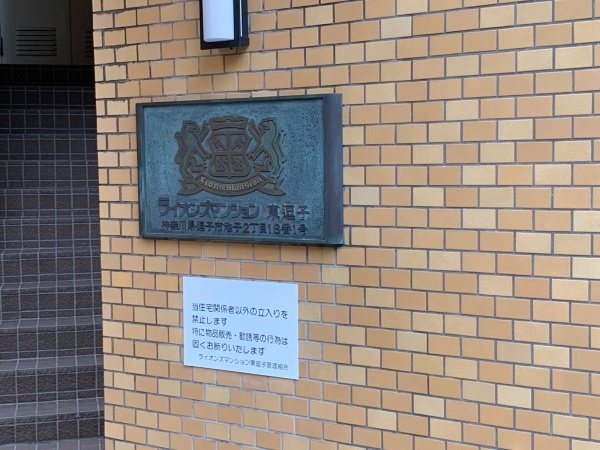 Lions Mansion
ライオンズマンション 東逗子
神奈川県逗子市池子2丁目18番1号
当住宅関係者以外の立入りを
禁止します
特に物品販売・勧誘等の行為は
固くお断りいたします
ライオンズマンション東逗子管理組合